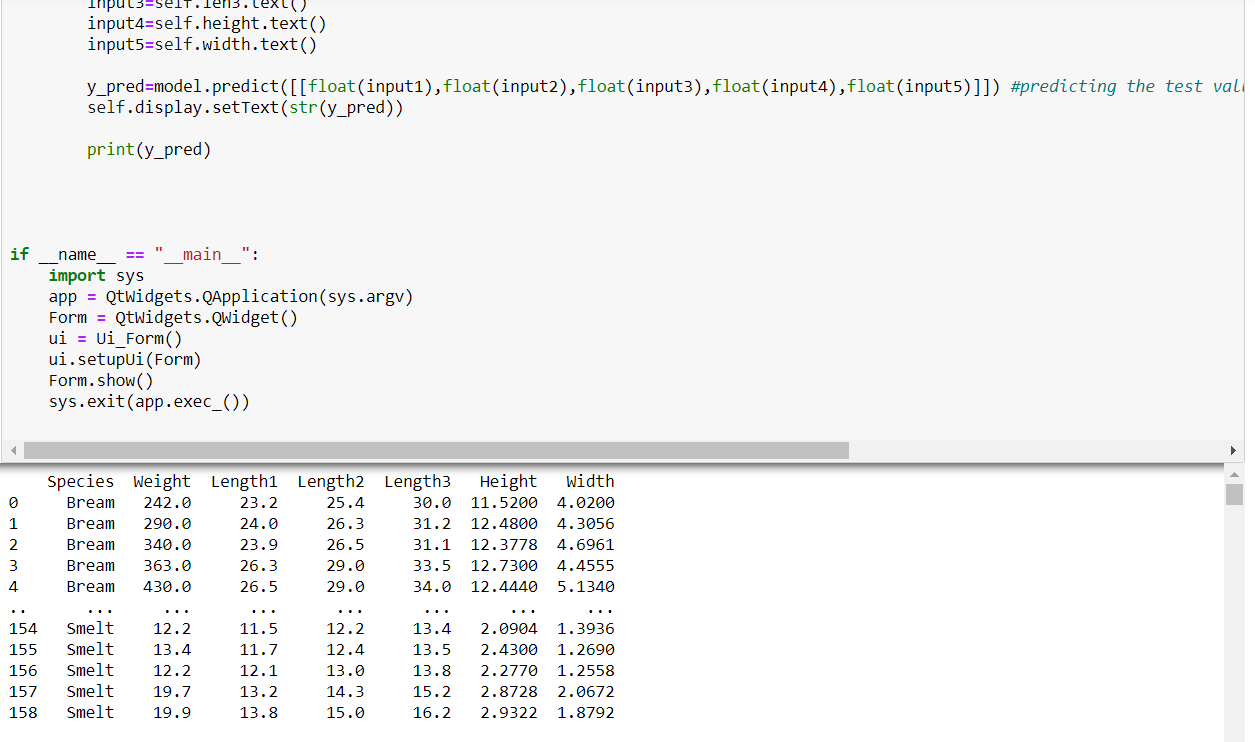 input3=self.len3.text()
input4=self.height.text()
input5=self.width.text()
y_pred=model.predict([[float(input1),float(input2),float(input3),float(input4),float(input5)]]) #predicting the test
self.display.setText(str(y_pred))
print(y_pred)
if __name__ == "__main__":
import sys
app = QtWidgets.QApplication(sys.argv)
Form = QtWidgets.QWidget()
ui = Ui_Form()
ui.setupUi(Form)
Form.show()
sys.exit(app.exec_())
Species Weight Length1 Length2 Length3 Height Width
0 Bream 242.0 23.2 25.4 30.0 11.5200 4.0200
1 Bream 290.0 24.0 26.3 31.2 12.4800 4.3056
2 Bream 340.0 23.9 26.5 31.1 12.3778 4.6961
3 Bream 363.0 26.3 29.0 33.5 12.7300 4.4555
4 Bream 430.0 26.5 29.0 34.0 12.4440 5.1340
.. ... ... ... ... ... ... ...
154 Smelt 12.2 11.5 12.2 13.4 2.0904 1.3936
155 Smelt 13.4 11.7 12.4 13.5 2.4300 1.2690
156 Smelt 12.2 12.1 13.0 13.8 2.2770 1.2558
157 Smelt 19.7 13.2 14.3 15.2 2.8728 2.0672
158 Smelt 19.9 13.8 15.0 16.2 2.9322 1.8792